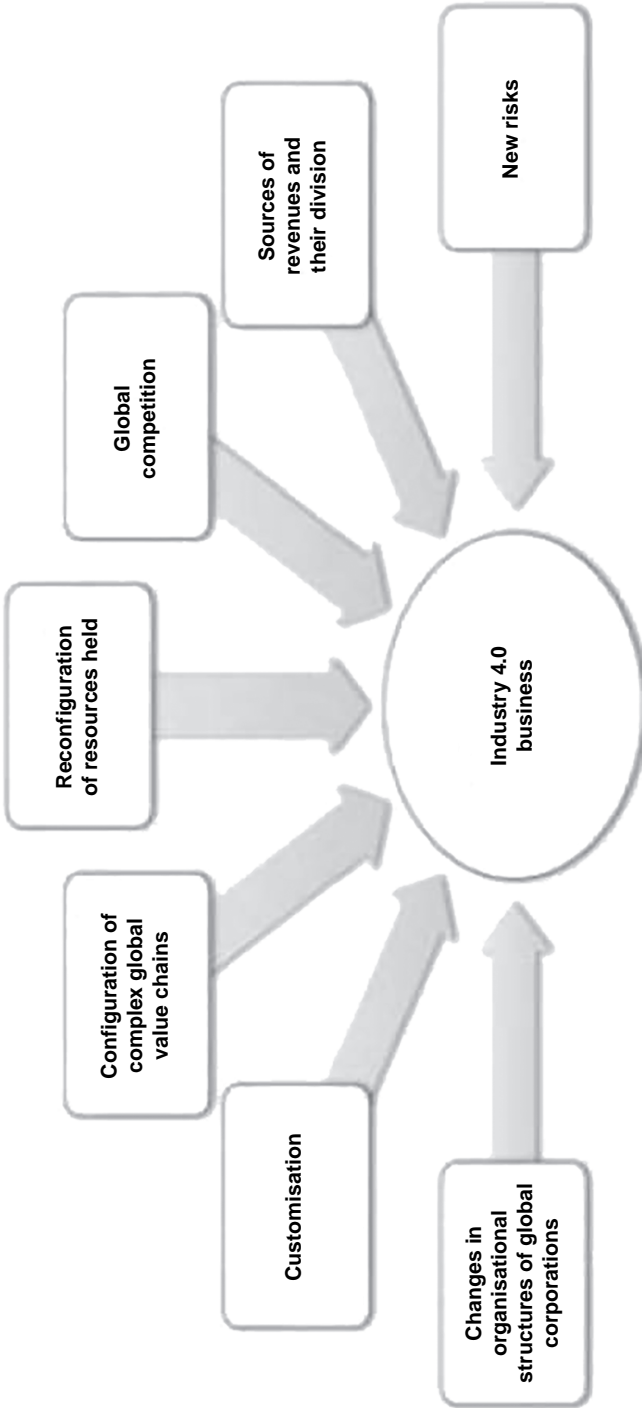 Changes in
organisational
structures of global
corporations
Customisation
Configuration of
complex global
value chains
Reconfiguration
of resources held
Global
competition
Sources of
revenues and
their division
New risks
Industry 4.0
business